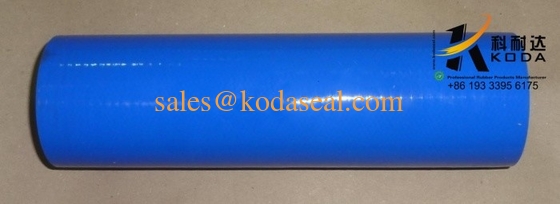 科耐达
KODA
Professional Rubber Products Manufacturer
+86 193 3395 6175
sales@kodaseal.com